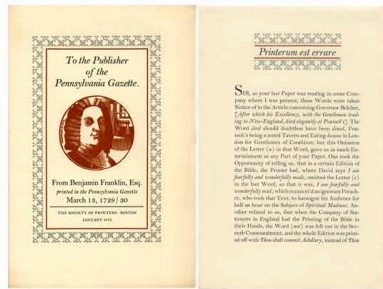 To the Publisher
of the
Pennsylvania Gazette.
From Benjamin Franklin, Esq.
printed in the Pennsylvania Gazette
March 13, 1729 / 30
THE SOCIETY OF PRINTERS · BOSTON
JANUARY
Printerum est errare
SIR, as your last Paper was reading in some Com-
pany where I was present, these Words were taken
Notice of in the Article concerning Governor Belcher,
[After which his Excellency, with the Gentlemen trad-
ing to New-England, died elegantly at Pontack's]. The
Word died should doubtless have been dined, Pon-
tack's being a noted Tavern and Eating-house in Lon-
don for Gentlemen of Condition; but this Omission
of the Letter (n) in that Word, gave us as much En-
tertainment as any Part of your Paper. One took the
Opportunity of telling us, that in a certain Edition of
the Bible, the Printer had, where David says I am
fearfully and wonderfully made, omitted the Letter (e)
in the last Word, so that it was, I am fearfully and
wonderfully mad; which occasion'd an ignorant Preach-
er, who took that Text, to harangue his Audience for
half an hour on the Subject of Spiritual Madness. An-
other related to us, that when the Company of Sta-
tioners in England had the Printing of the Bible in
their Hands, the Word (not) was left out in the Sev-
enth Commandment, and the whole Edition was print-
ed off with Thou shalt commit Adultery, instead of Thou